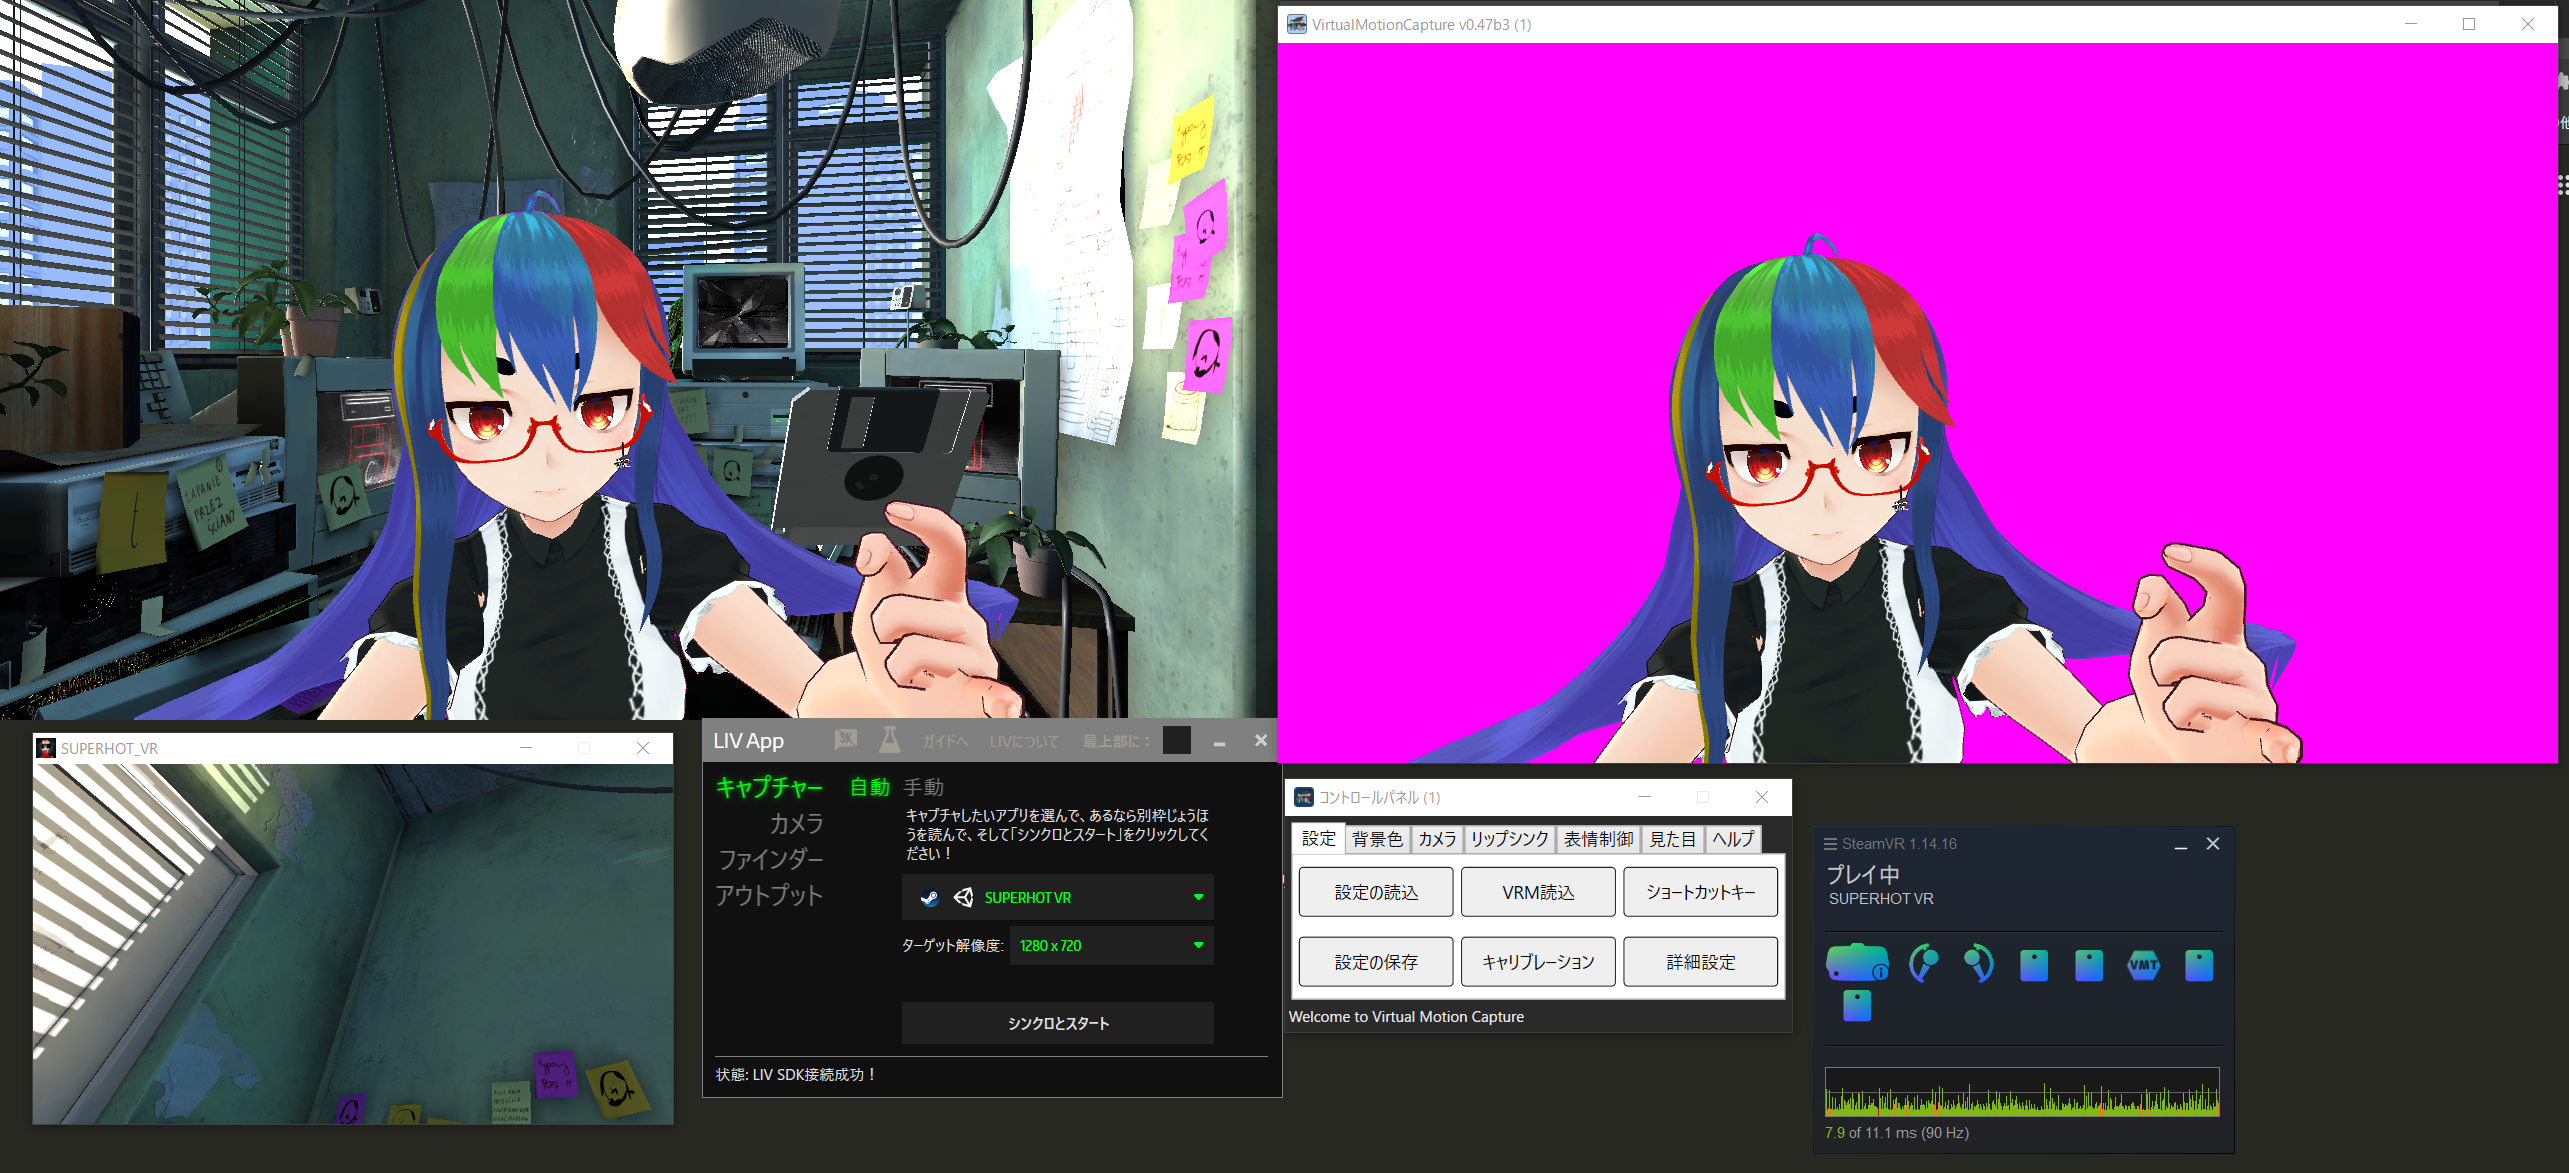 VirtualMotionCapture v0.47b3 (1)
ŁAPANIE
PRZEZ
ŚCIANY
SUPERHOT_VR
LIV App
ガイドへ
LIVについて
最上部に：
キャプチャー
カメラ
ファインダー
アウトプット
自動 手動
キャプチャしたいアプリを選んで、あるなら別枠じょうほ
うを読んで、そして「シンクロとスタート」をクリックしてく
ださい！
SUPERHOT VR
ターゲット解像度: 1280 x 720
シンクロとスタート
状態: LIV SDK接続成功！
コントロールパネル (1)
設定 背景色 カメラ リップシンク 表情制御 見た目 ヘルプ
設定の読込 VRM読込 ショートカットキー
設定の保存 キャリブレーション 詳細設定
Welcome to Virtual Motion Capture
SteamVR 1.14.16
プレイ中
SUPERHOT VR
VMT
7.9 of 11.1 ms (90 Hz)